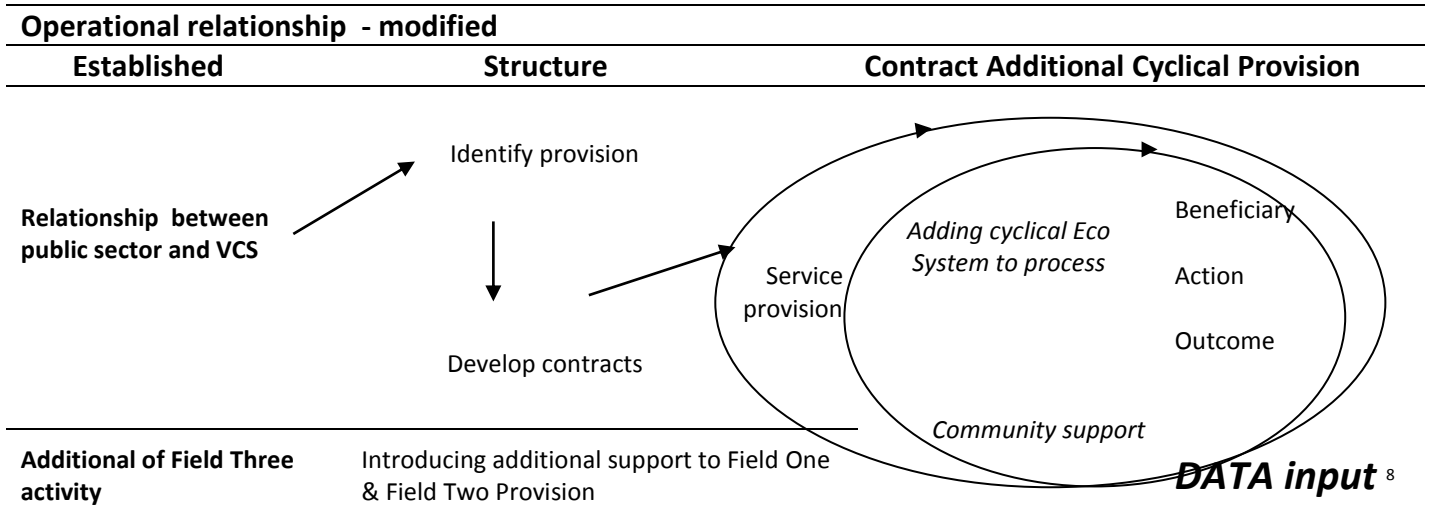 Operational relationship - modified
Established Structure Contract Additional Cyclical Provision
Identify provision
Relationship between
public sector and VCS
Develop contracts
Service
provision
Adding cyclical Eco
System to process
Beneficiary
Action
Outcome
Community support
Additional of Field Three
activity
Introducing additional support to Field One
& Field Two Provision
DATA input 8